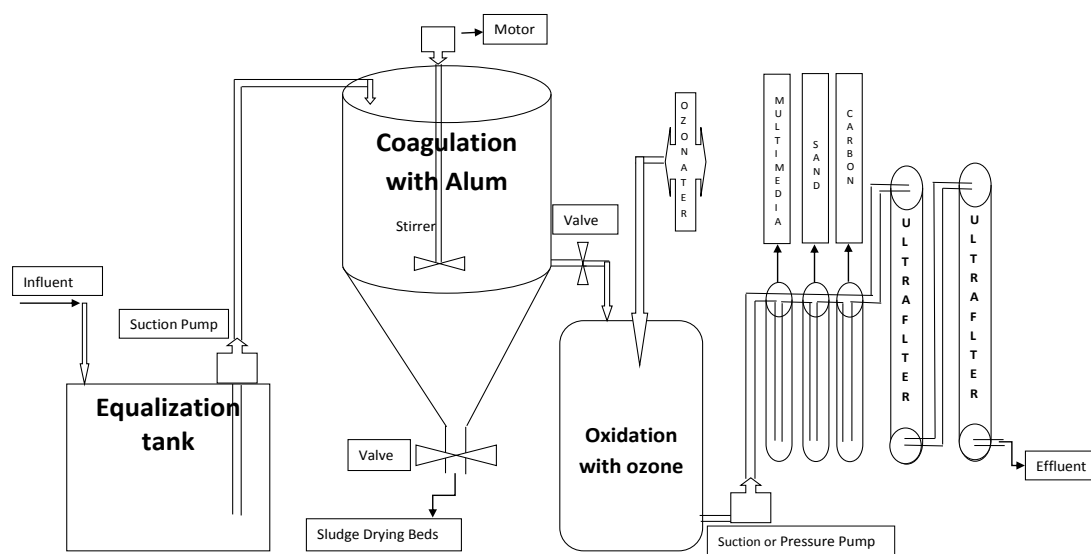 Motor
Coagulation
with Alum
Stirrer
Valve
OZONATER
MULTIMEDIA
SAND
CARBON
Influent
Suction Pump
Equalization
tank
Valve
Sludge Drying Beds
Oxidation
with ozone
Suction or Pressure Pump
ULTRAFLTER
ULTRAFLTER
Effluent